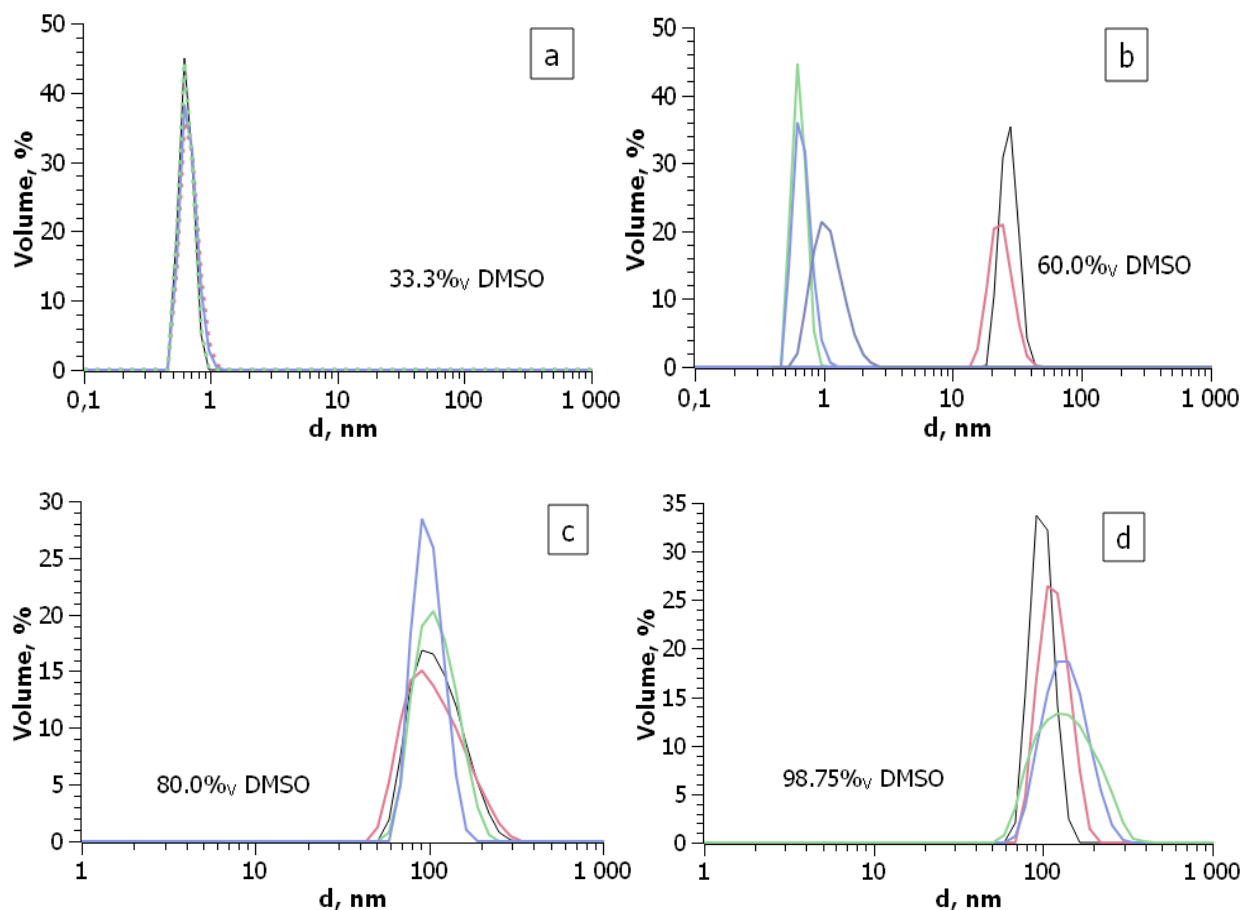 a
50
40
30
20
10
0
Volume, %
33.3%v DMSO
0,1 1 10 100 1 000
d, nm
b
50
40
30
20
10
0
Volume, %
60.0%v DMSO
0,1 1 10 100 1 000
d, nm
c
30
25
20
15
10
5
0
Volume, %
80.0%v DMSO
1 10 100 1 000
d, nm
d
35
30
25
20
15
10
5
0
Volume, %
98.75%v DMSO
1 10 100 1 000
d, nm